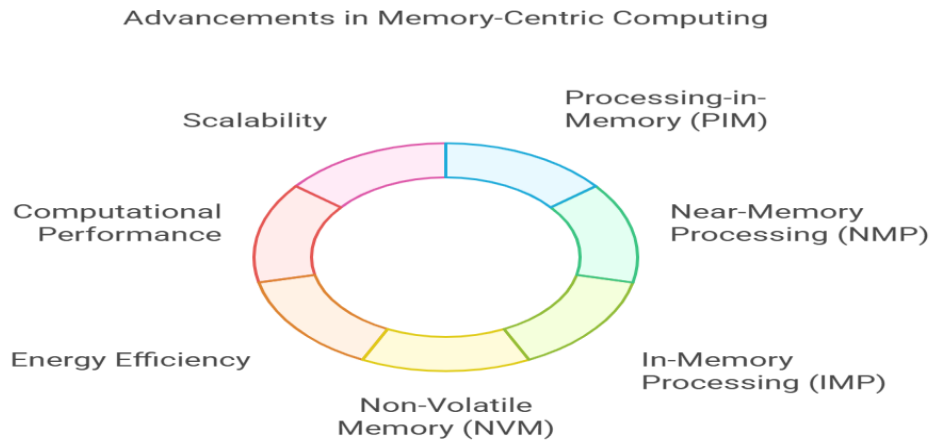 Advancements in Memory-Centric Computing
Scalability
Processing-in-
Memory (PIM)
Computational
Performance
Near-Memory
Processing (NMP)
Energy Efficiency
In-Memory
Processing (IMP)
Non-Volatile
Memory (NVM)